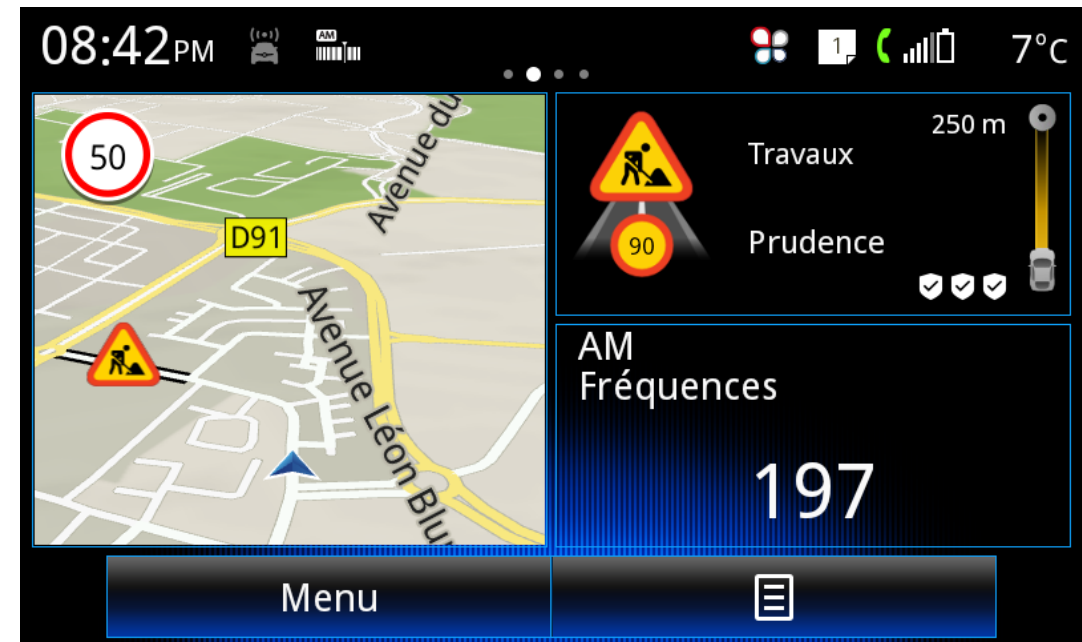 08:42PM
AM
1
7°C
50
Avenue du
D91
Avenue Léon Blu
250 m
Travaux
90
Prudence
AM
Fréquences
197
Menu